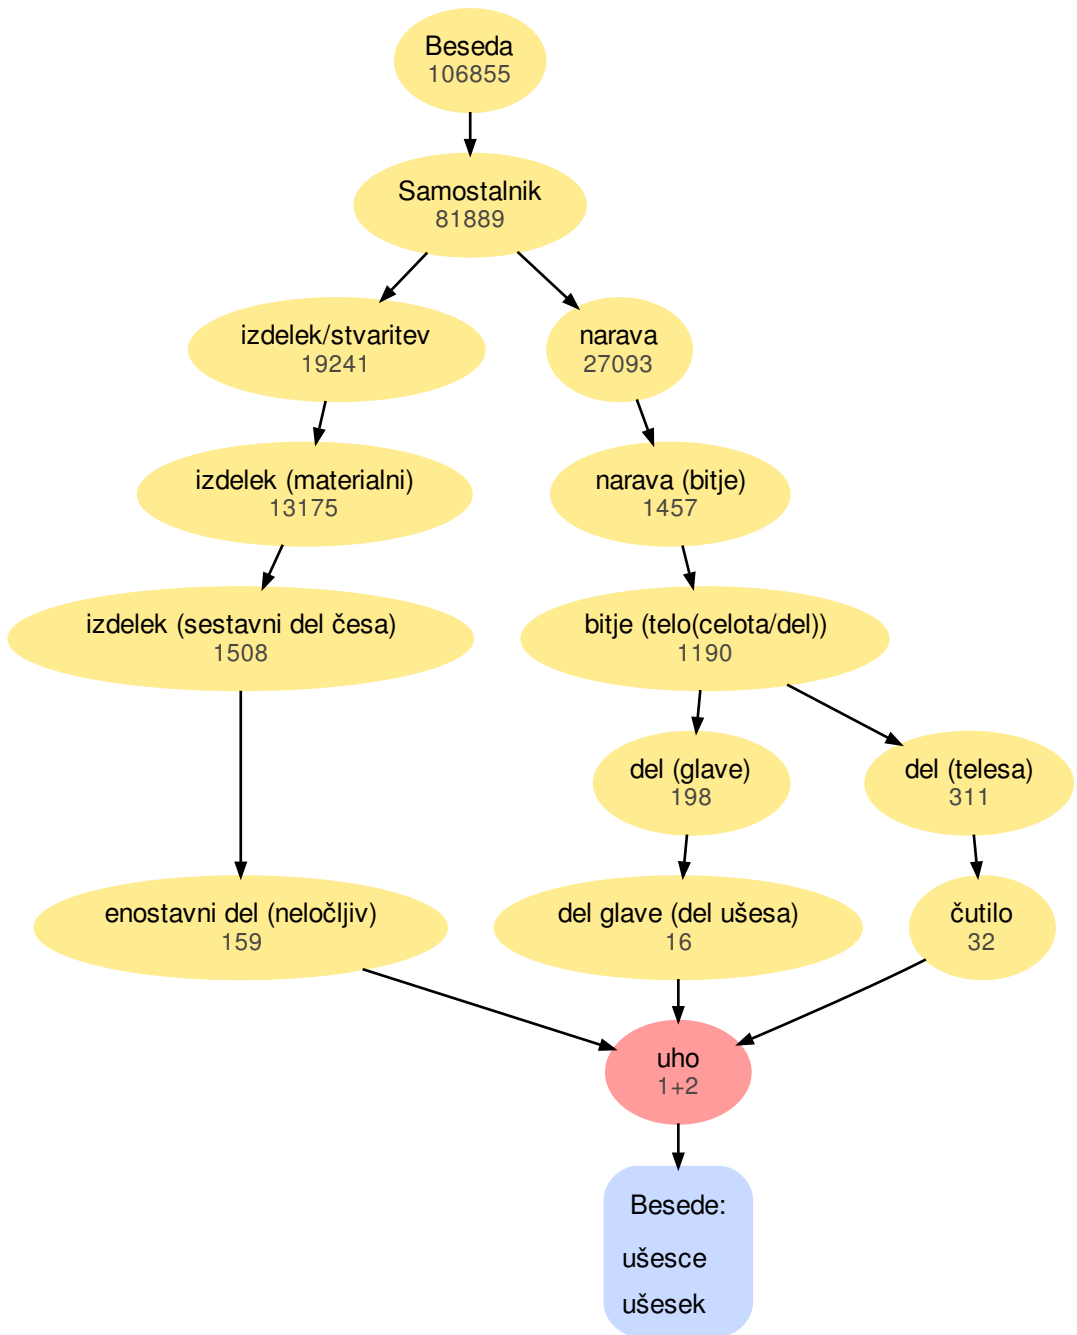 Beseda
106855
Samostalnik
81889
izdelek/stvaritev
19241
narava
27093
izdelek (materialni)
13175
narava (bitje)
1457
izdelek (sestavni del česa)
1508
bitje (telo(celota/del))
1190
del (glave)
198
del (telesa)
311
enostavni del (neločljiv)
159
del glave (del ušesa)
16
čutilo
32
uho
1+2
Besede:
ušesce
ušesek